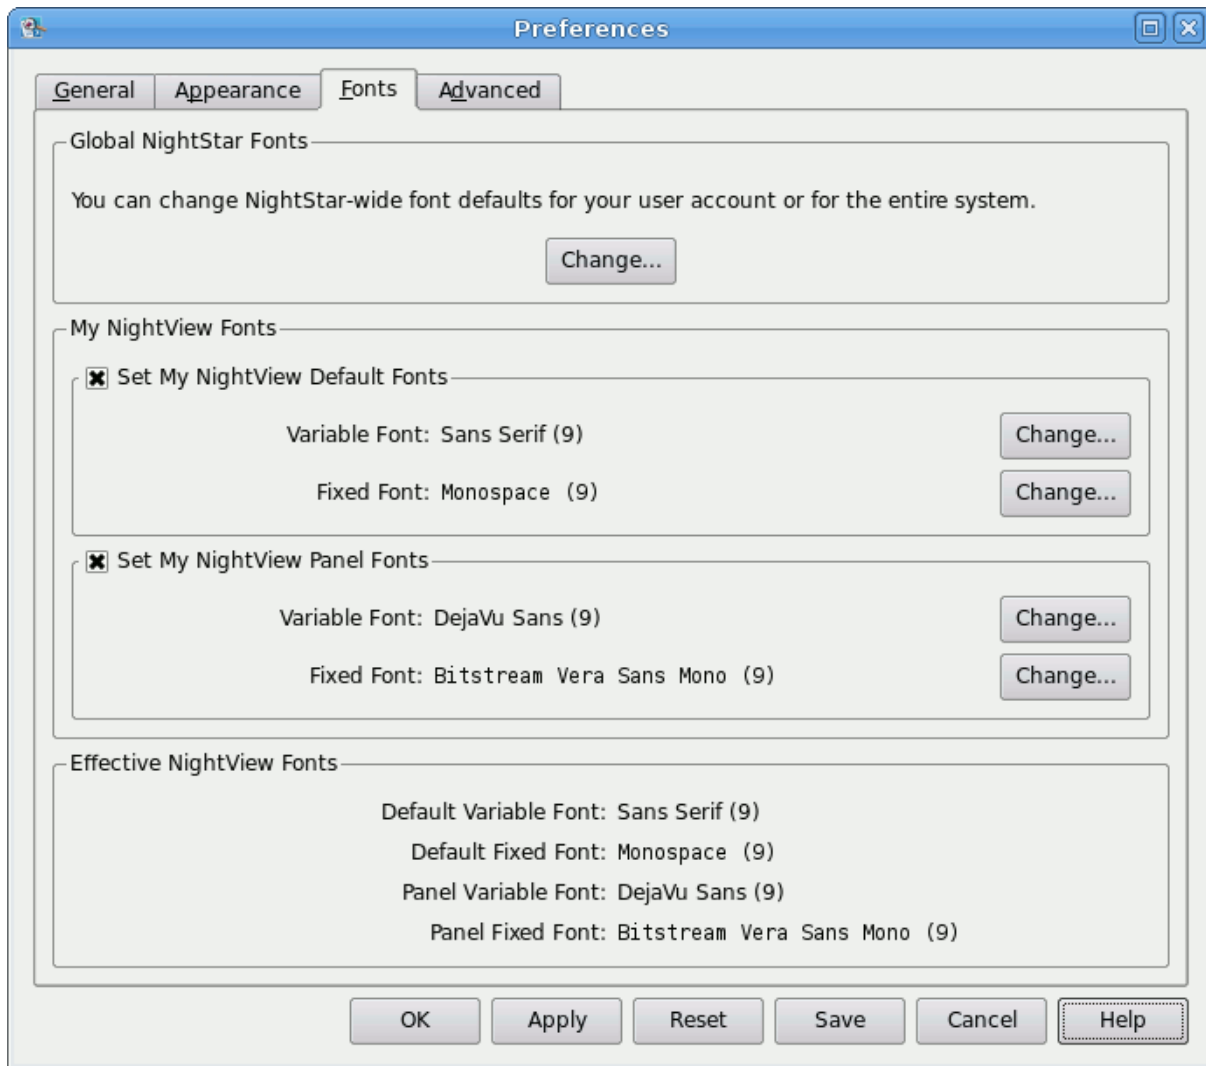 Preferences
General Appearance Fonts Advanced
Global NightStar Fonts
You can change NightStar-wide font defaults for your user account or for the entire system.
Change...
My NightView Fonts
Set My NightView Default Fonts
Variable Font: Sans Serif (9) Change...
Fixed Font: Monospace (9) Change...
Set My NightView Panel Fonts
Variable Font: DejaVu Sans (9) Change...
Fixed Font: Bitstream Vera Sans Mono (9) Change...
Effective NightView Fonts
Default Variable Font: Sans Serif (9)
Default Fixed Font: Monospace (9)
Panel Variable Font: DejaVu Sans (9)
Panel Fixed Font: Bitstream Vera Sans Mono (9)
OK Apply Reset Save Cancel Help